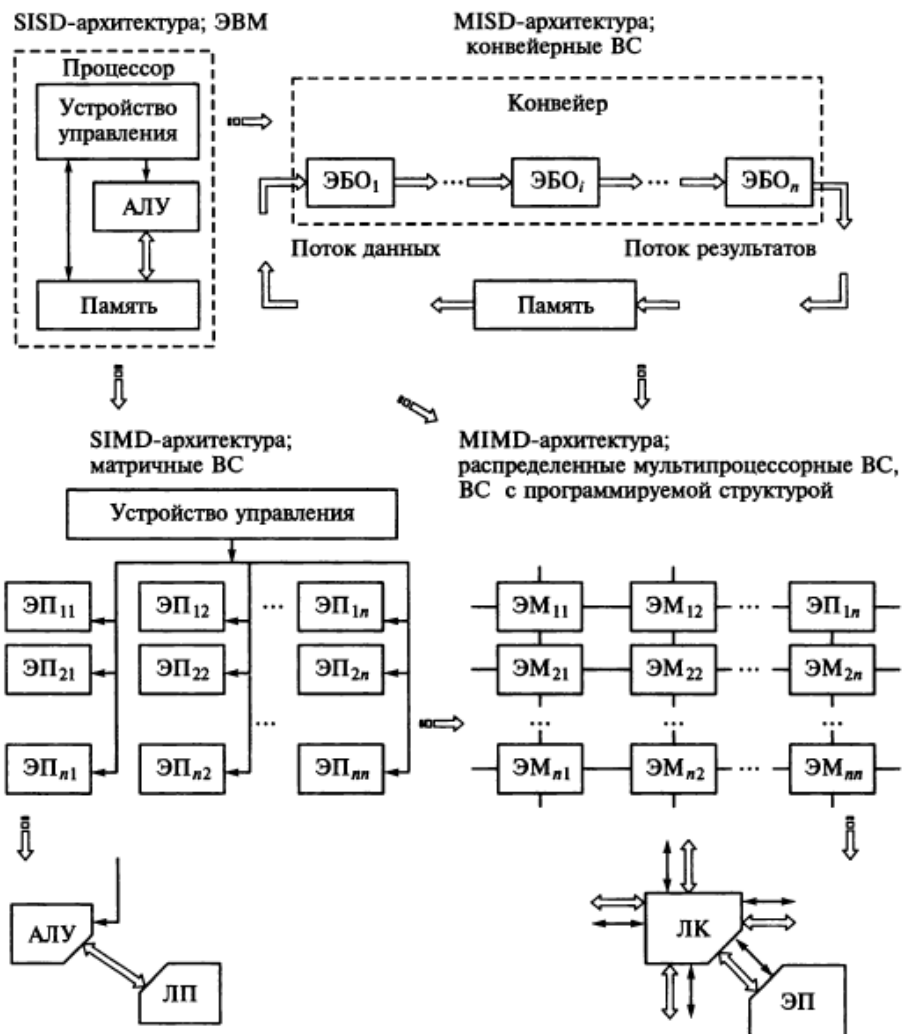 SISD-архитектура; ЭВМ
Процессор
Устройство
управления
АЛУ
Память
MISD-архитектура;
конвейерные ВС
Конвейер
ЭБО1 ... ЭБОi ... ЭБОn
Поток данных
Поток результатов
Память
SIMD-архитектура;
матричные ВС
Устройство управления
ЭП11 ЭП12 ... ЭП1n
ЭП21 ЭП22 ЭП2n
...
ЭПn1 ЭПn2 ЭПnn
АЛУ
ЛП
MIMD-архитектура;
распределенные мультипроцессорные ВС,
ВС с программируемой структурой
ЭМ11 ЭМ12 ... ЭП1n
ЭМ21 ЭМ22 ... ЭМ2n
... ... ...
ЭМn1 ЭМn2 ... ЭМnn
ЛК
ЭП